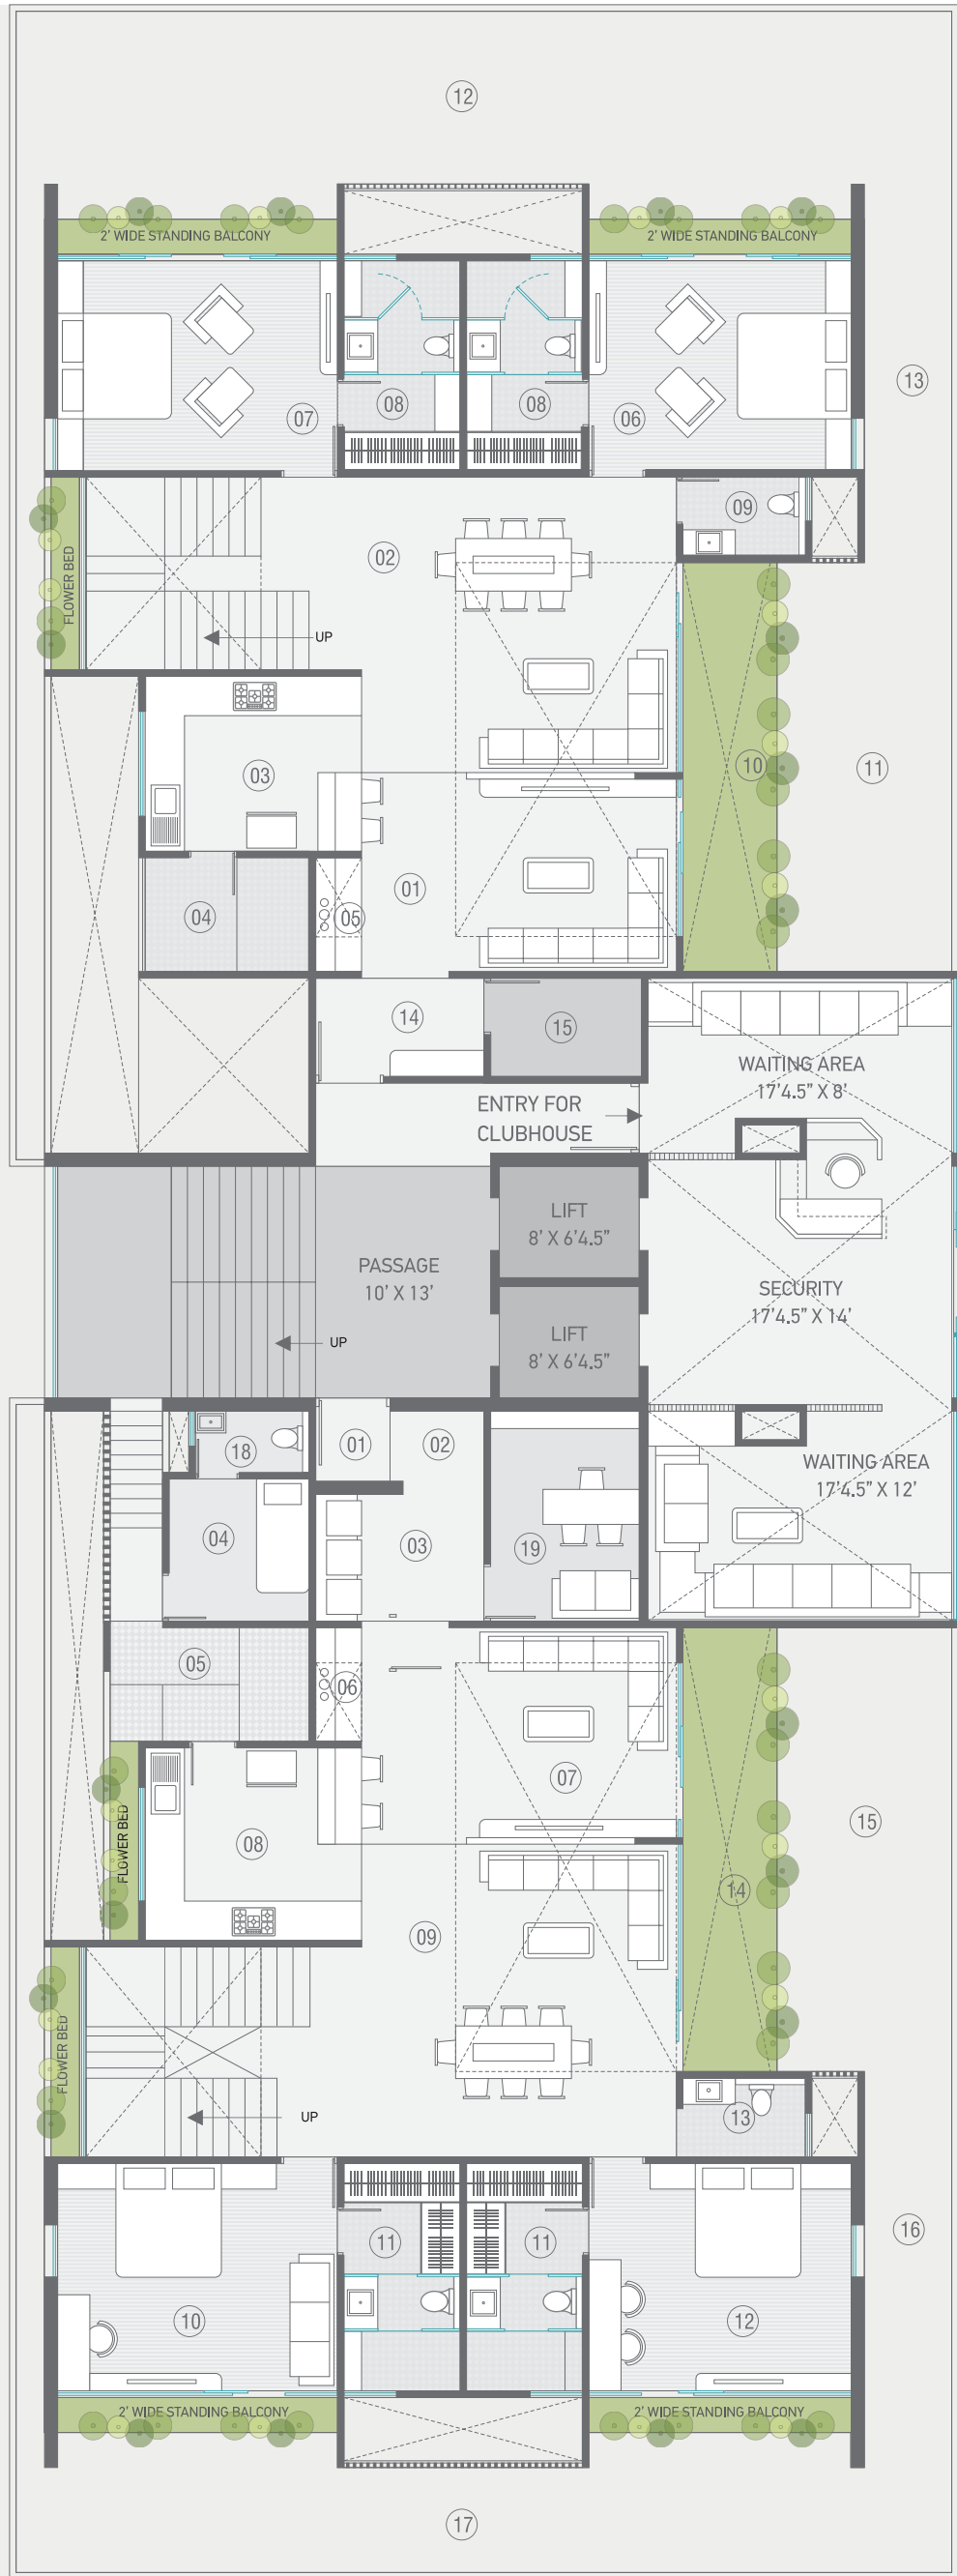 12
2' WIDE STANDING BALCONY
2' WIDE STANDING BALCONY
13
07
08
08
06
09
02
FLOWER BED
UP
03
10
11
01
04
05
14
15
WAITING AREA
17'4.5" X 8'
ENTRY FOR
CLUBHOUSE
LIFT
8' X 6'4.5"
PASSAGE
10' X 13'
SECURITY
17'4.5" X 14'
LIFT
8' X 6'4.5"
UP
01
02
18
WAITING AREA
17'4.5" X 12'
04
03
19
05
06
07
15
FLOWER BED
08
14
09
FLOWER BED
UP
13
11
11
16
10
12
2' WIDE STANDING BALCONY
2' WIDE STANDING BALCONY
17